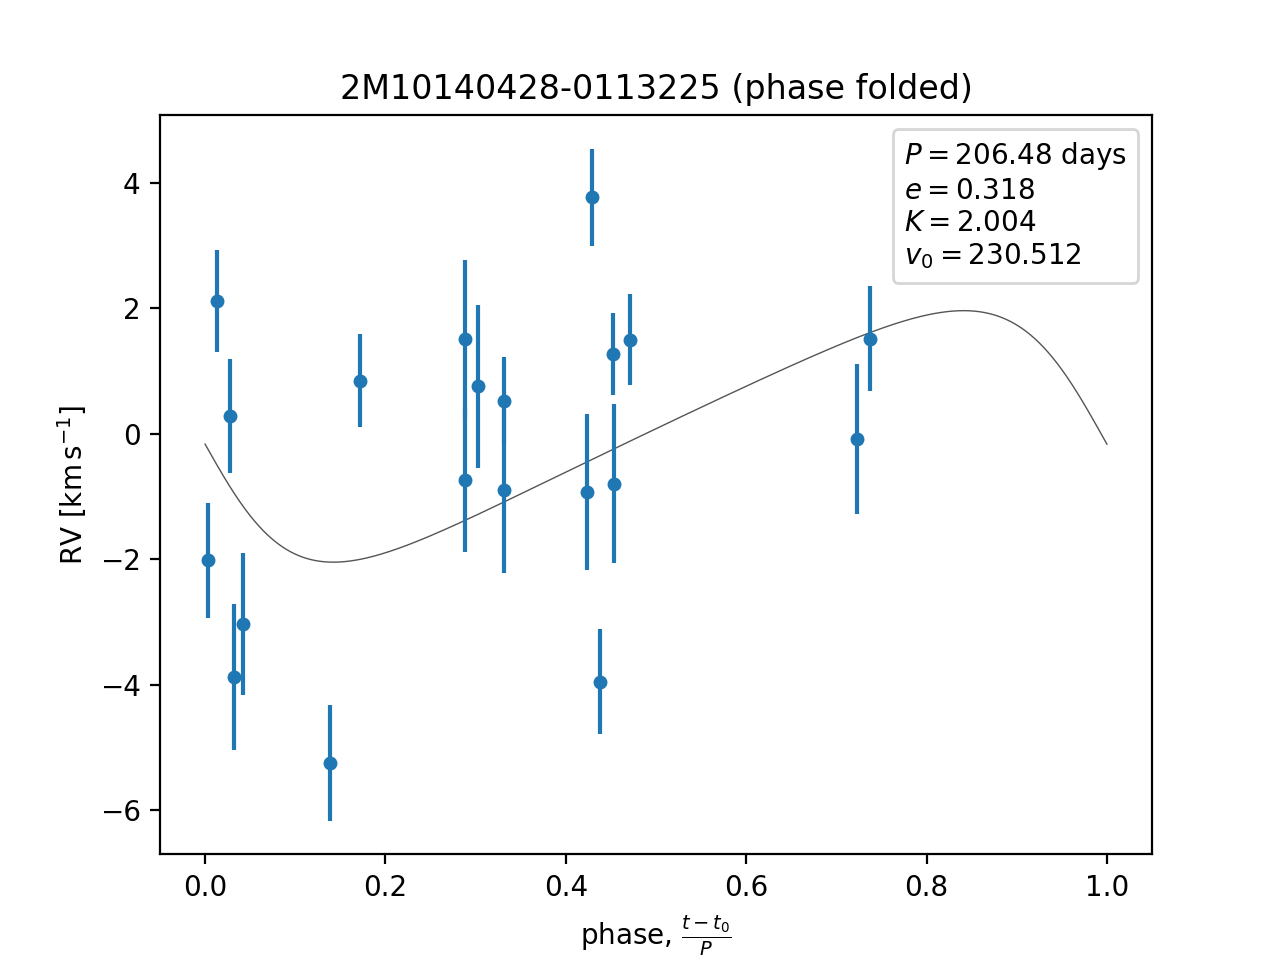 2M10140428-0113225 (phase folded)
P = 206.48 days
e = 0.318
K = 2.004
v₀ = 230.512
4
2
0
−2
−4
−6
RV [km s⁻¹]
0.0 0.2 0.4 0.6 0.8 1.0
phase, (t − t₀)/P